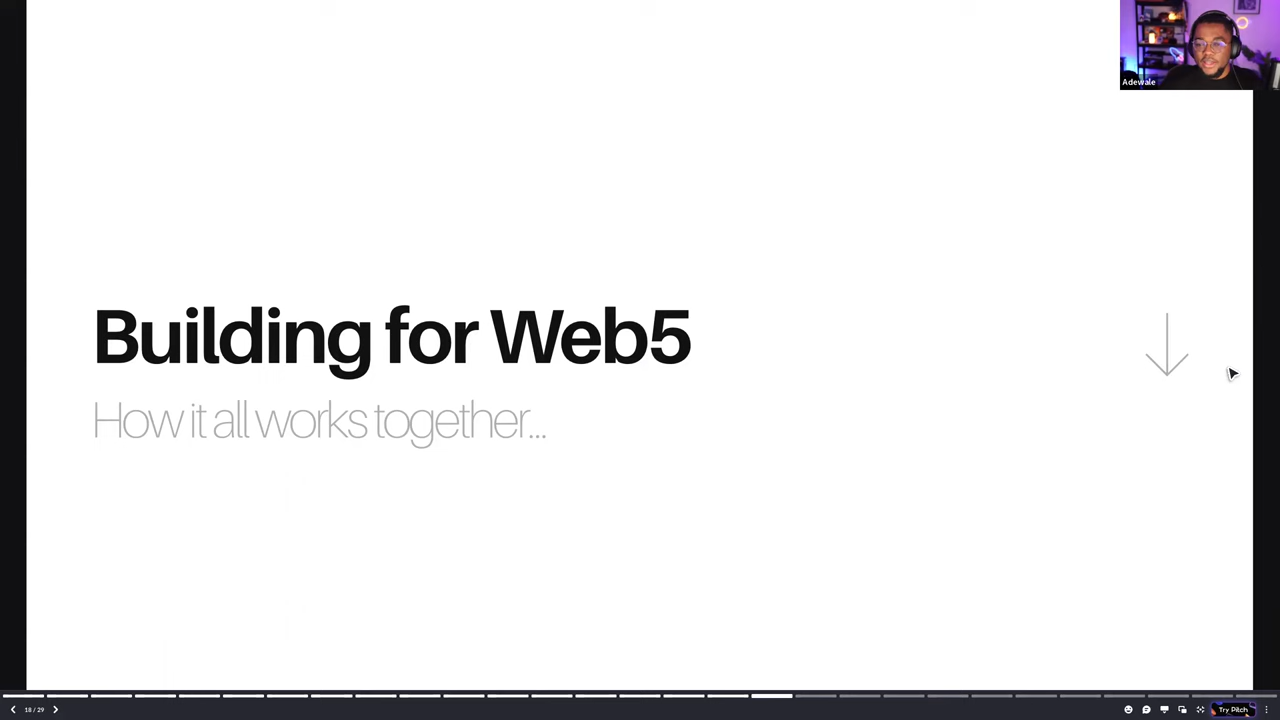 Adewale
Building for Web5
How it all works together...
18 / 29
Try Pitch